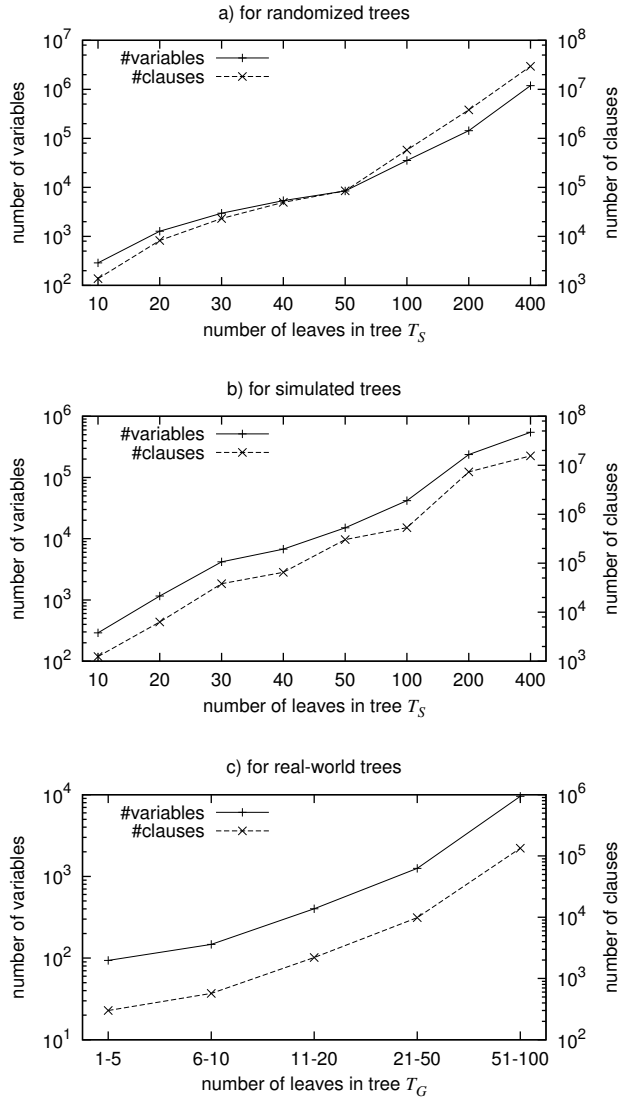 a) for randomized trees
10^7
10^6
10^5
10^4
10^3
10^2
number of variables
#variables
#clauses
10^8
10^7
10^6
10^5
10^4
10^3
number of clauses
10 20 30 40 50 100 200 400
number of leaves in tree T_S
b) for simulated trees
10^6
10^5
10^4
10^3
10^2
number of variables
#variables
#clauses
10^8
10^7
10^6
10^5
10^4
10^3
number of clauses
10 20 30 40 50 100 200 400
number of leaves in tree T_S
c) for real-world trees
10^4
10^3
10^2
10^1
number of variables
#variables
#clauses
10^6
10^5
10^4
10^3
10^2
number of clauses
1-5 6-10 11-20 21-50 51-100
number of leaves in tree T_G